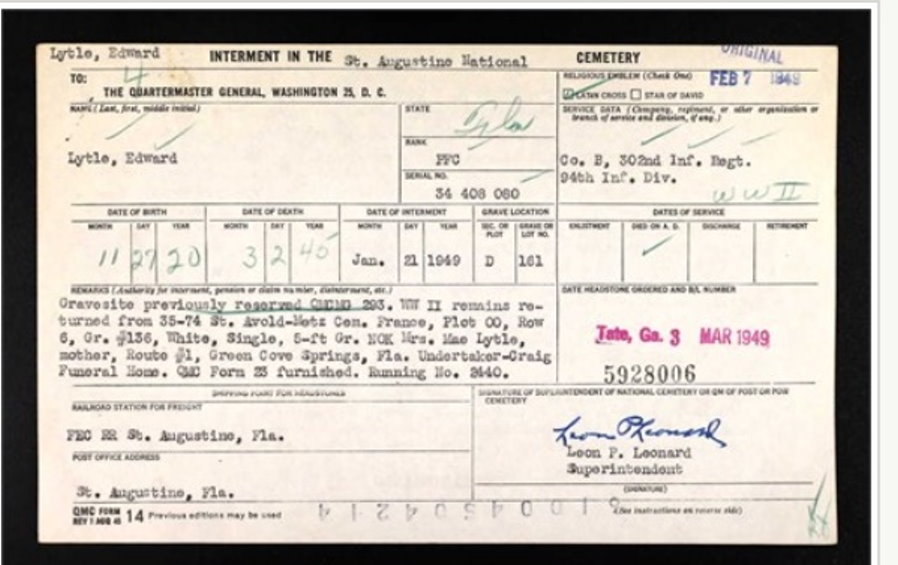 Lytle, Edward INTERMENT IN THE St. Augustine National CEMETERY ORIGINAL
TO: 4
THE QUARTERMASTER GENERAL, WASHINGTON 25, D. C.
RELIGIOUS EMBLEM (Check One) FEB 7 1949
LATIN CROSS STAR OF DAVID
NAME (Last, first, middle initial)
STATE
Fla
SERVICE DATA (Company, regiment, or other organization or
branch of service and division, if any.)
Lytle, Edward
RANK
PFC
SERIAL NO.
34 408 080
Co. B, 302nd Inf. Regt.
94th Inf. Div.
WW II
DATE OF BIRTH DATE OF DEATH DATE OF INTERMENT GRAVE LOCATION DATES OF SERVICE
MONTH DAY YEAR MONTH DAY YEAR MONTH DAY YEAR SEC. OR PLOT GRAVE OR LOT NO. ENLISTMENT DIED ON A. D. DISCHARGE RETIREMENT
11 27 20 3 2 45 Jan. 21 1949 D 161
REMARKS (Authority for interment, pension or claim number, disinterment, etc.)
Gravesite previously reserved QMCMG 293. WW II remains re-
turned from 35-74 St. Avold-Metz Cem. France, Plot OO, Row
6, Gr. #136, White, Single, 5-ft Gr. NOK Mrs. Mae Lytle,
mother, Route #1, Green Cove Springs, Fla. Undertaker-Craig
Funeral Home. QMC Form 23 furnished. Running No. 2440.
DATE HEADSTONE ORDERED AND B/L NUMBER
Tate, Ga. 3 MAR 1949
5928006
SHIPPING POINT FOR HEADSTONES
RAILROAD STATION FOR FREIGHT
FEC RR St. Augustine, Fla.
POST OFFICE ADDRESS
St. Augustine, Fla.
SIGNATURE OF SUPERINTENDENT OF NATIONAL CEMETERY OR QM OF POST OR POW
CEMETERY
Leon P Leonard
Leon P. Leonard
Superintendent
(SIGNATURE)
QMC FORM
REV 1 AUG 45 14 Previous editions may be used
(See instructions on reverse side)